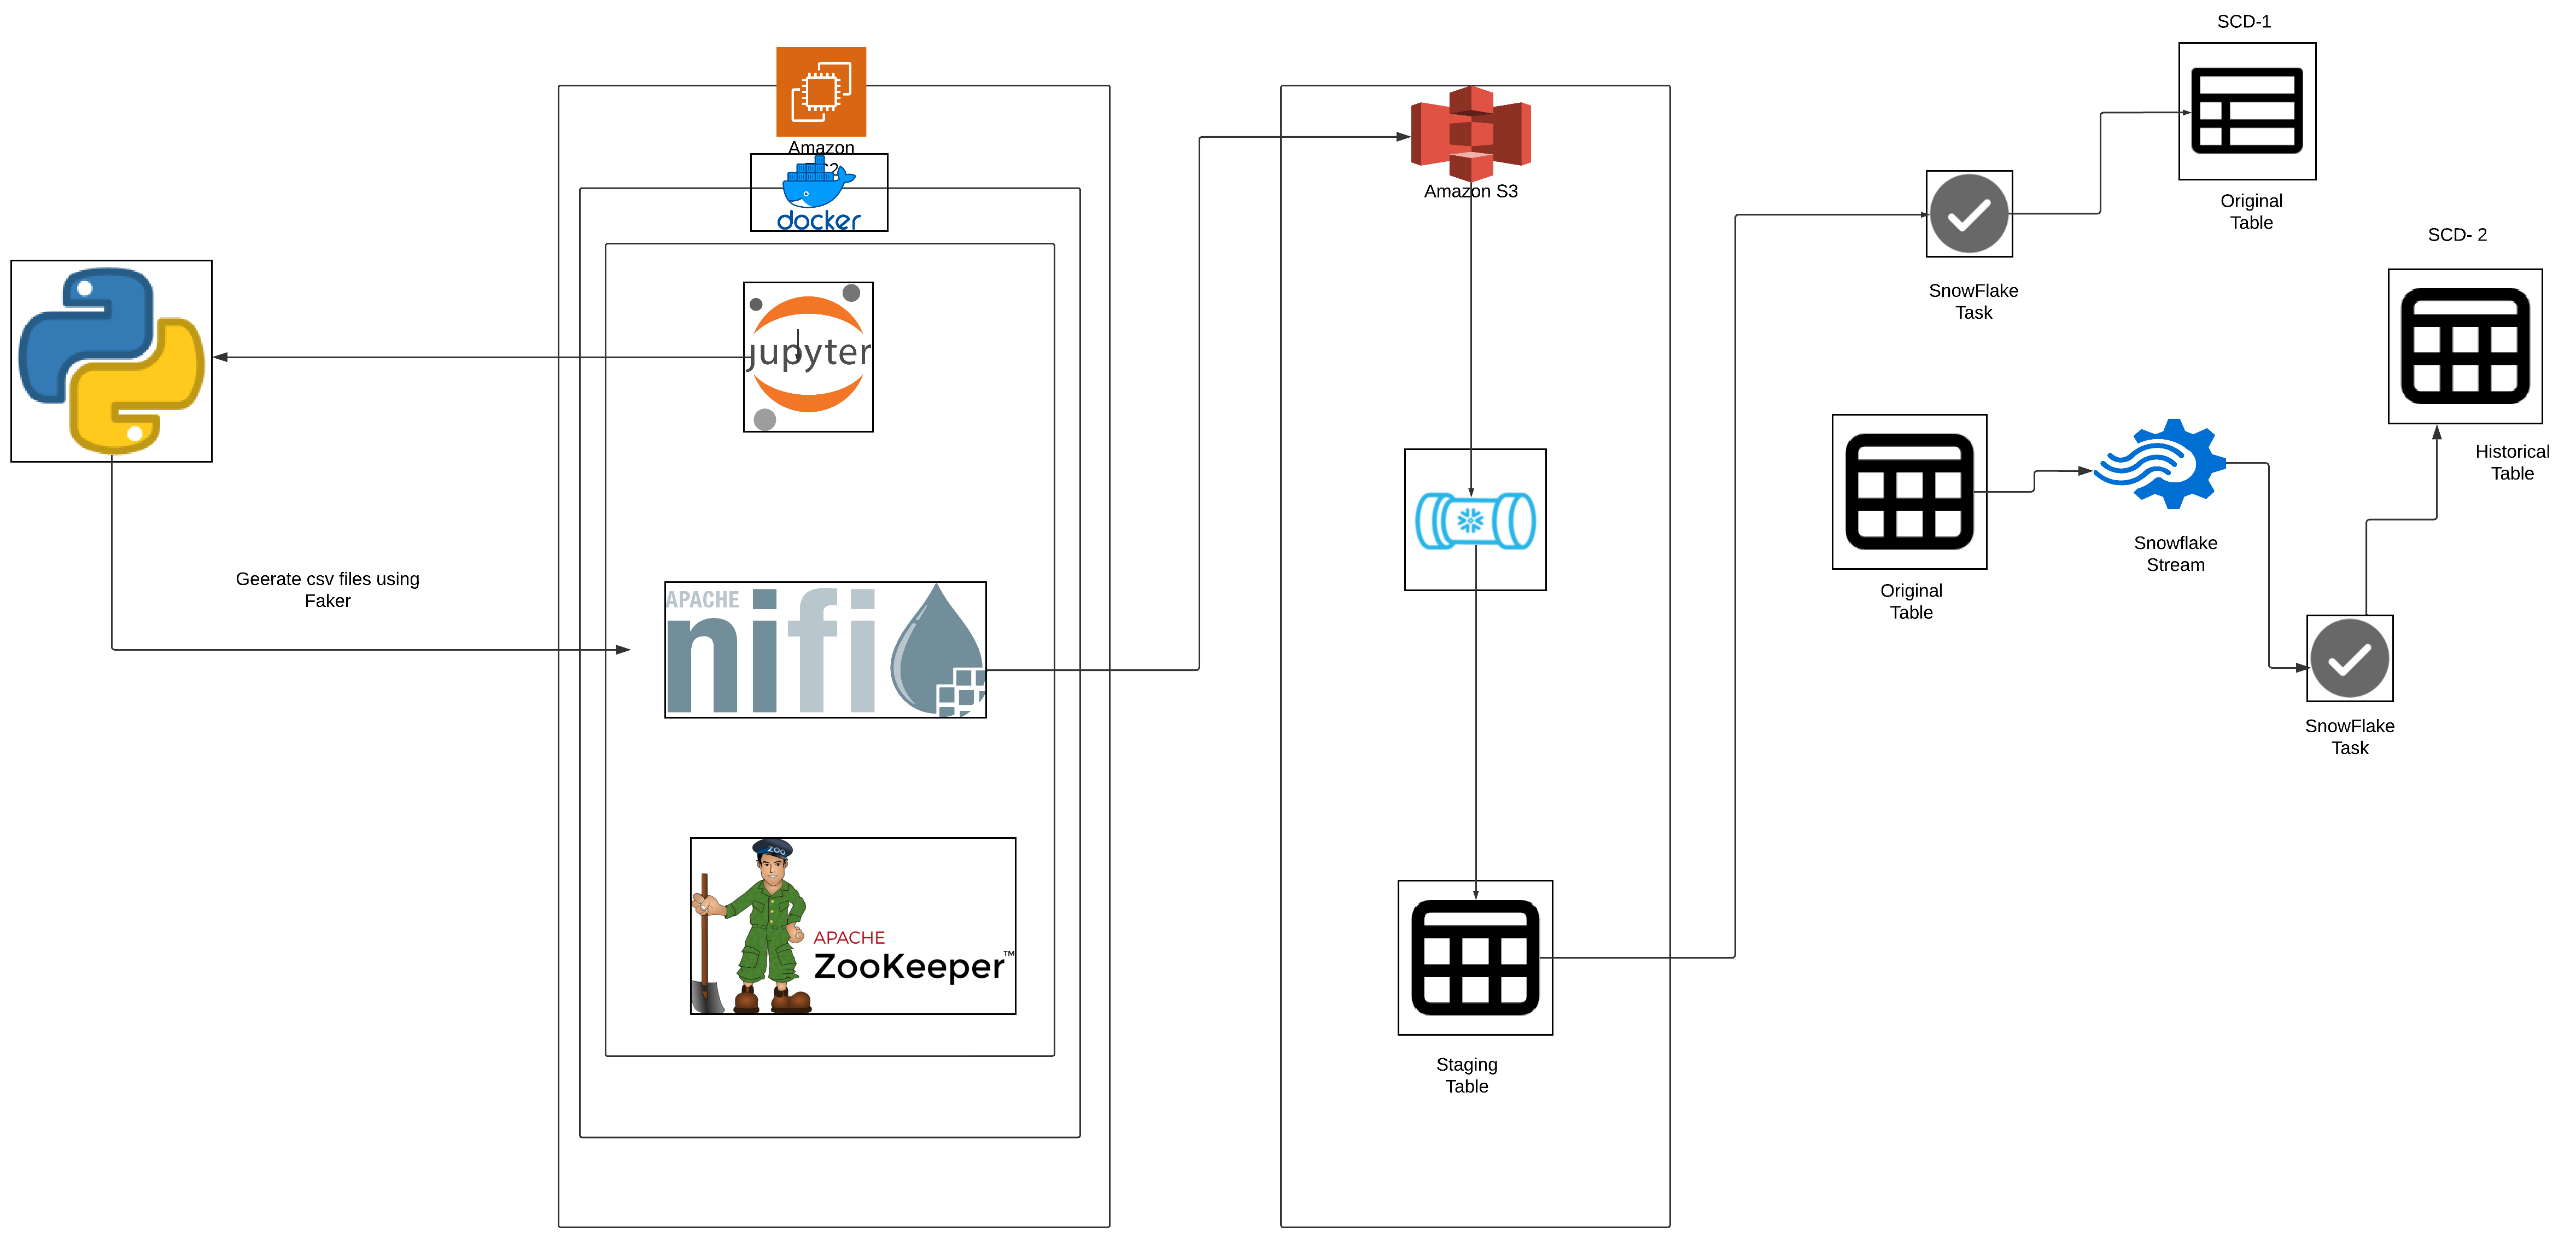 SCD-1
Original
Table
SCD- 2
Historical
Table
SnowFlake
Task
Original
Table
Snowflake
Stream
SnowFlake
Task
Amazon
docker
jupyter
Geerate csv files using
Faker
APACHE
nifi
ZOO
APACHE
ZooKeeper™
Amazon S3
Staging
Table